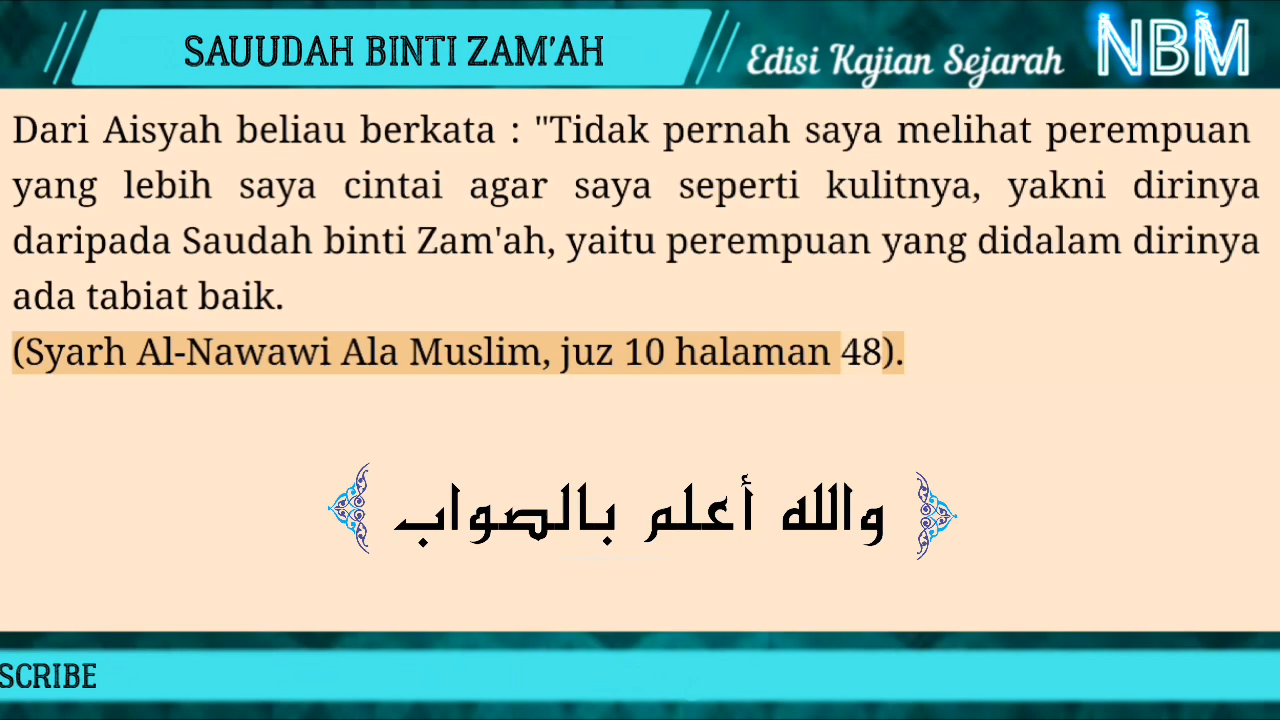 SAUUDAH BINTI ZAM'AH
Edisi Kajian Sejarah
NBM
Dari Aisyah beliau berkata : "Tidak pernah saya melihat perempuan
yang lebih saya cintai agar saya seperti kulitnya, yakni dirinya
daripada Saudah binti Zam'ah, yaitu perempuan yang didalam dirinya
ada tabiat baik.
(Syarh Al-Nawawi Ala Muslim, juz 10 halaman 48).
والله أعلم بالصواب
SCRIBE